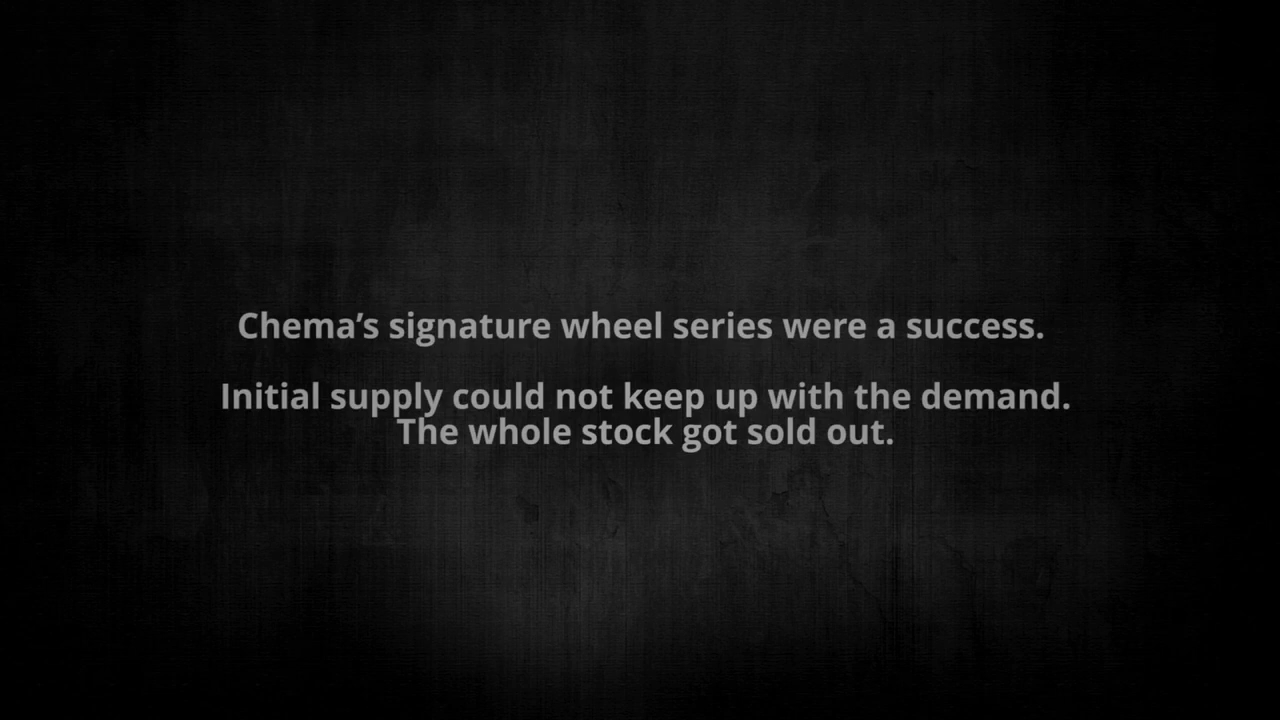 Chema’s signature wheel series were a success.
Initial supply could not keep up with the demand.
The whole stock got sold out.